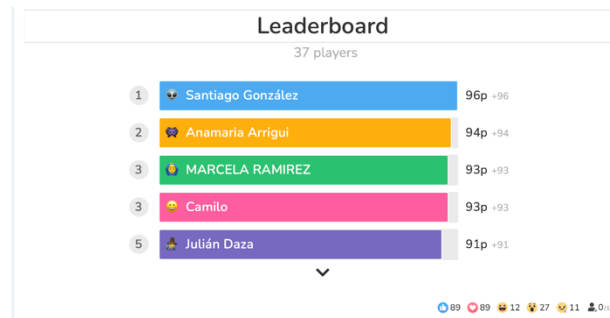 Leaderboard
37 players
1 Santiago González 96p +96
2 Anamaria Arrigui 94p +94
3 MARCELA RAMIREZ 93p +93
3 Camilo 93p +93
5 Julián Daza 91p +91
89 89 12 27 11 0